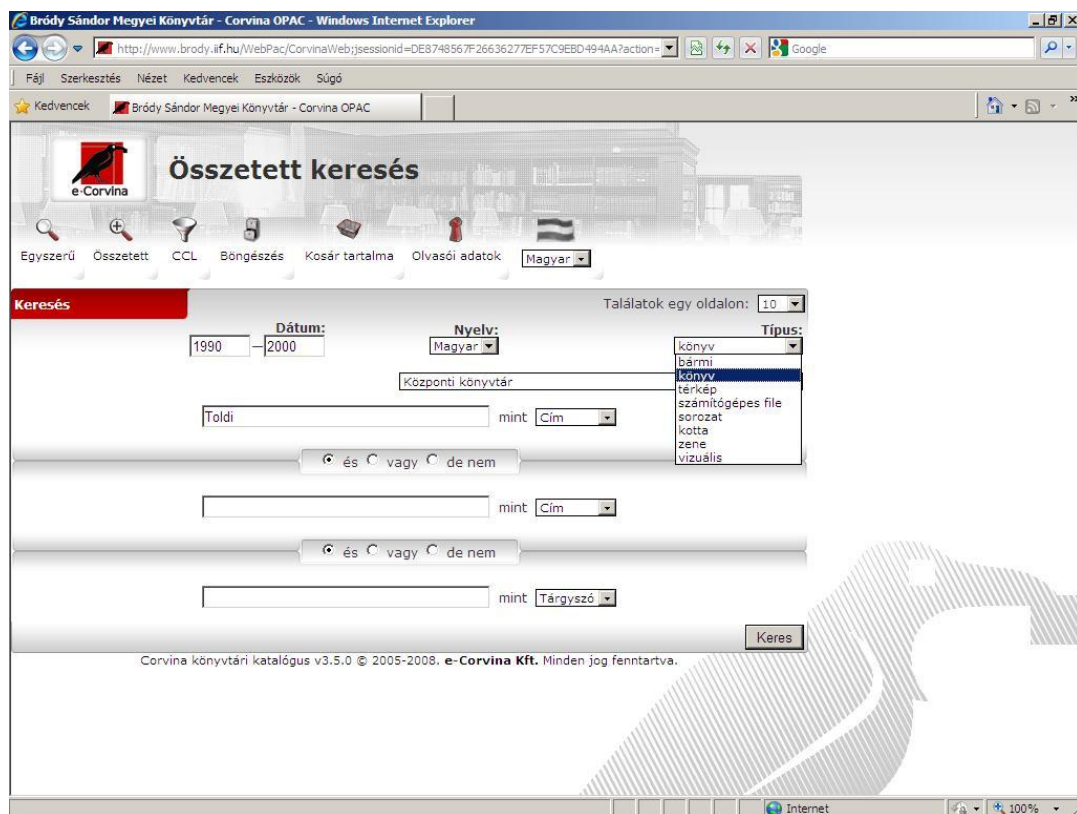 Bródy Sándor Megyei Könyvtár - Corvina OPAC - Windows Internet Explorer
http://www.brody.iif.hu/WebPac/CorvinaWeb;jsessionid=DE8748567F26636277EF57C9EBD494AA?action= Google
Fájl Szerkesztés Nézet Kedvencek Eszközök Súgó
Kedvencek Bródy Sándor Megyei Könyvtár - Corvina OPAC
e-Corvina
Összetett keresés
Egyszerű Összetett CCL Böngészés Kosár tartalma Olvasói adatok Magyar
Keresés Találatok egy oldalon: 10
Dátum: Nyelv: Típus:
1990 — 2000 Magyar könyv
bármi
könyv
térkép
számítógépes file
sorozat
kotta
zene
vizuális
Központi könyvtár
Toldi mint Cím
és vagy de nem
mint Cím
és vagy de nem
mint Tárgyszó
Keres
Corvina könyvtári katalógus v3.5.0 © 2005-2008. e-Corvina Kft. Minden jog fenntartva.
Internet 100%